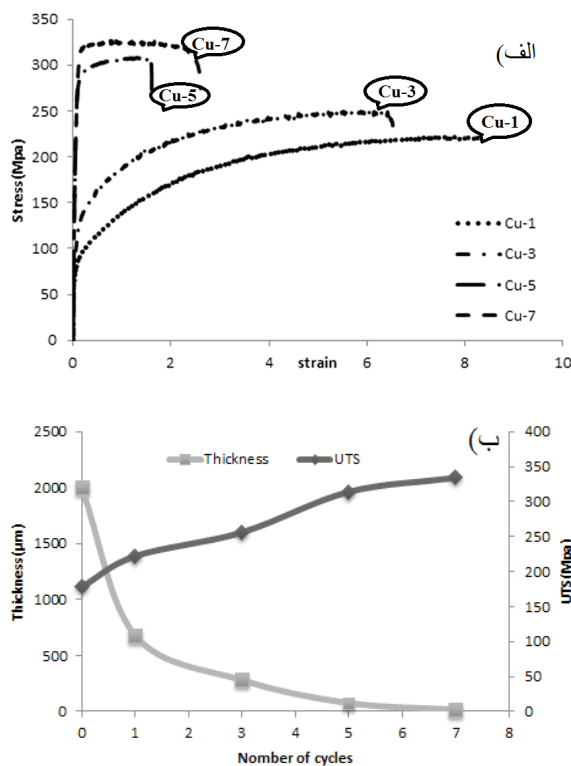 الف)
350
300
250
200
150
100
50
0
Stress(Mpa)
Cu-7
Cu-5
Cu-3
Cu-1
Cu-1
Cu-3
Cu-5
Cu-7
0 2 4 6 8 10
strain
ب)
Thickness UTS
2500
2000
1500
1000
500
0
Thickness(µm)
400
350
300
250
200
150
100
50
0
UTS(Mpa)
0 1 2 3 4 5 6 7 8
Nomber of cycles